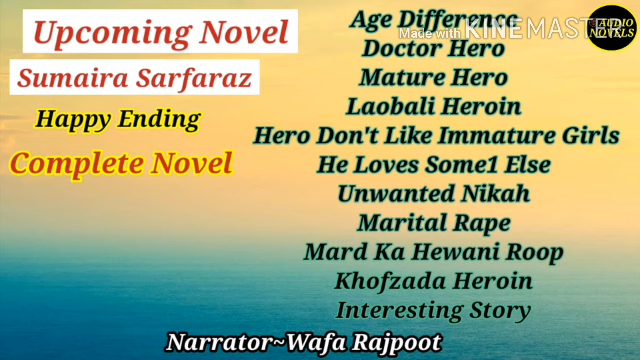 Upcoming Novel
Sumaira Sarfaraz
Happy Ending
Complete Novel
Age Difference
Made with KINEMASTER
AUDIO
NOVELS
Doctor Hero
Mature Hero
Laobali Heroin
Hero Don't Like Immature Girls
He Loves Some1 Else
Unwanted Nikah
Marital Rape
Mard Ka Hewani Roop
Khofzada Heroin
Interesting Story
Narrator~Wafa Rajpoot